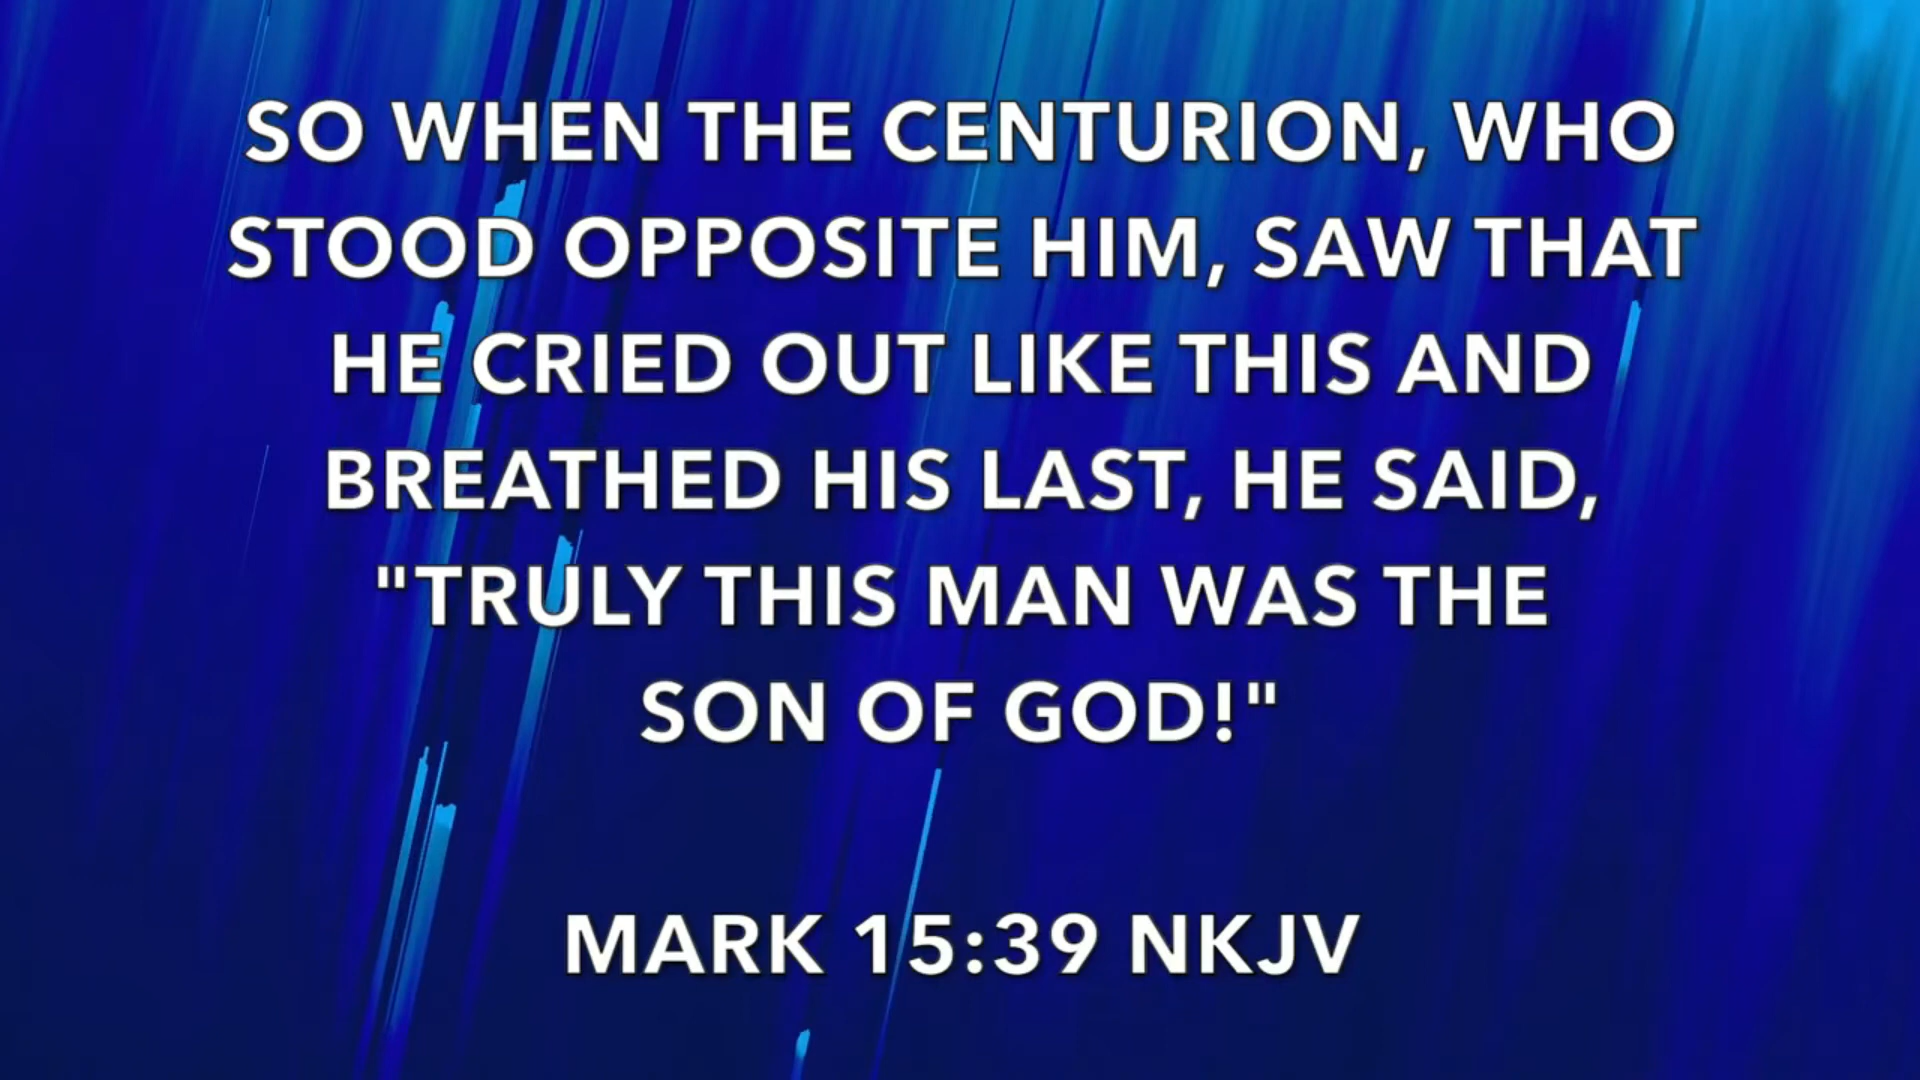 SO WHEN THE CENTURION, WHO
STOOD OPPOSITE HIM, SAW THAT
HE CRIED OUT LIKE THIS AND
BREATHED HIS LAST, HE SAID,
"TRULY THIS MAN WAS THE
SON OF GOD!"
MARK 15:39 NKJV